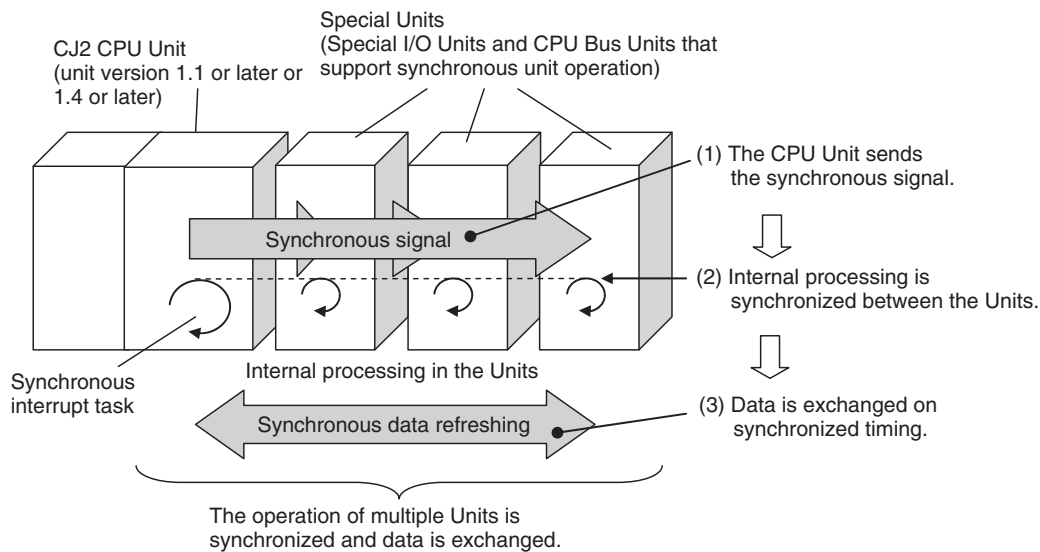 Special Units
(Special I/O Units and CPU Bus Units that
support synchronous unit operation)
CJ2 CPU Unit
(unit version 1.1 or later or
1.4 or later)
(1) The CPU Unit sends
the synchronous signal.
Synchronous signal
(2) Internal processing is
synchronized between the Units.
Internal processing in the Units
Synchronous
interrupt task
(3) Data is exchanged on
synchronized timing.
Synchronous data refreshing
The operation of multiple Units is
synchronized and data is exchanged.